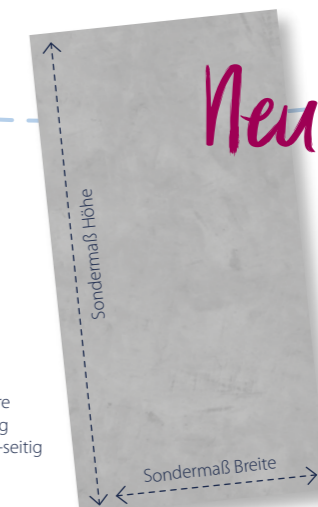 Neu
Sondermaß Höhe
re
g
-seitig
Sondermaß Breite